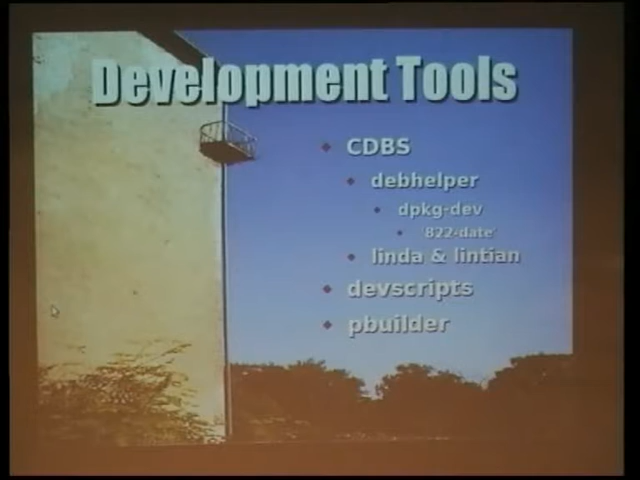 Development Tools
CDBS
debhelper
dpkg-dev
'822-date'
linda & lintian
devscripts
pbuilder